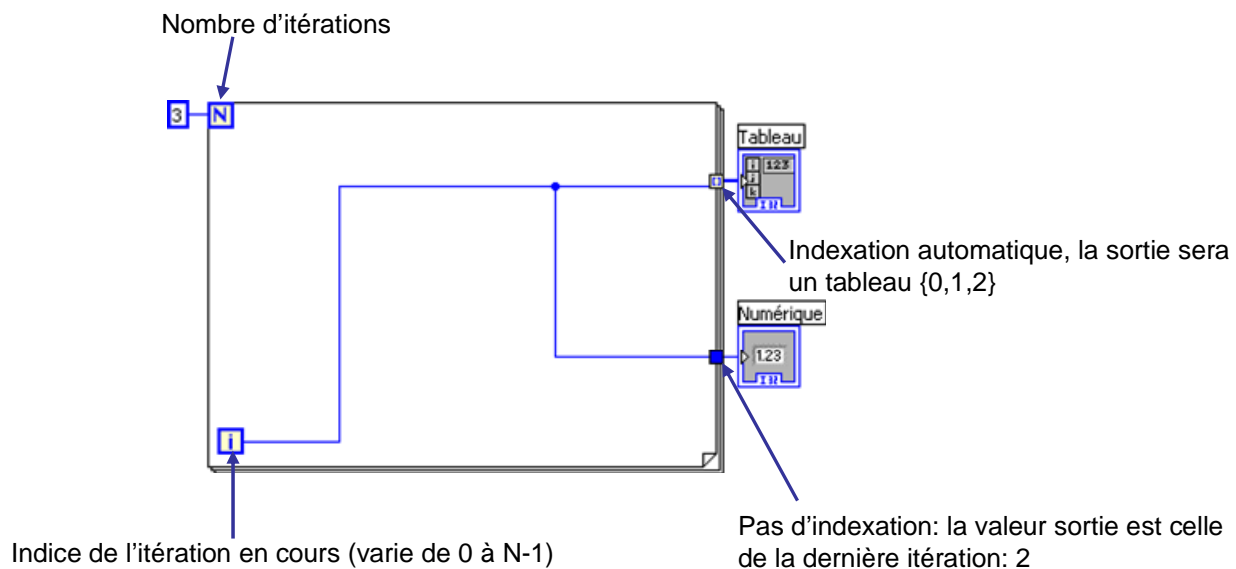 Nombre d'itérations
3
N
Tableau
i
123
j
k
I32
Indexation automatique, la sortie sera
un tableau {0,1,2}
Numérique
1.23
I32
i
Pas d'indexation: la valeur sortie est celle
de la dernière itération: 2
Indice de l'itération en cours (varie de 0 à N-1)